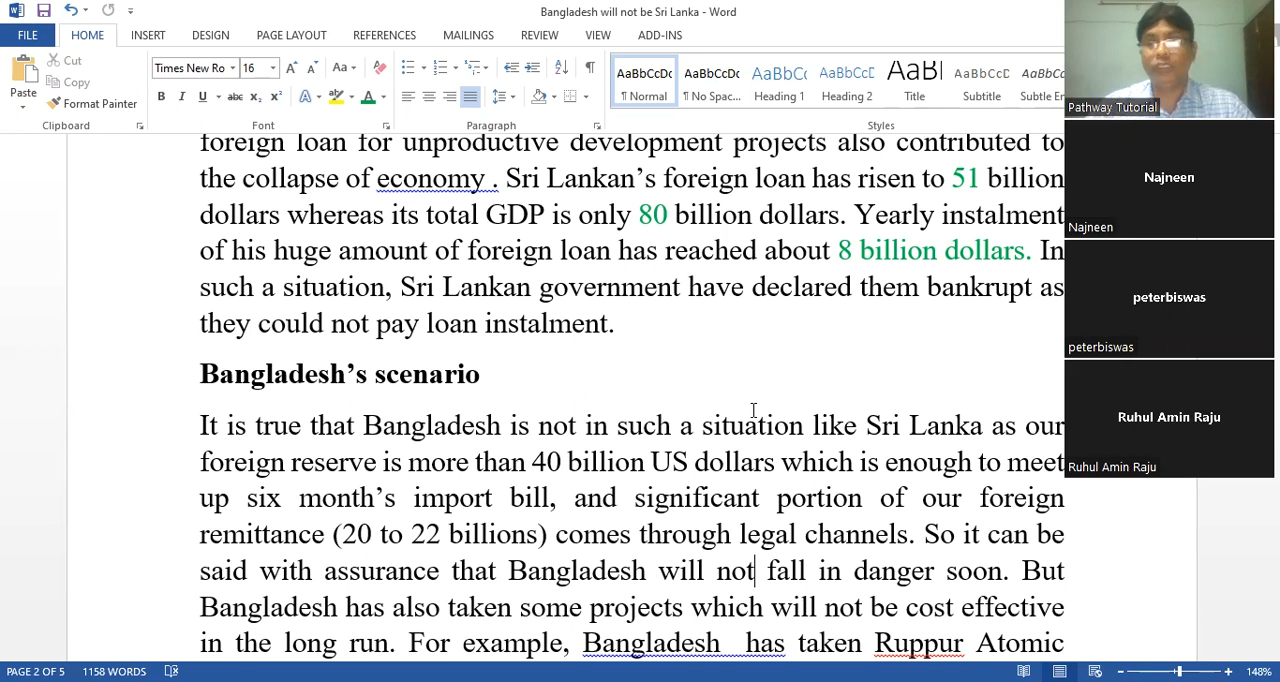 Bangladesh will not be Sri Lanka - Word
FILE HOME INSERT DESIGN PAGE LAYOUT REFERENCES MAILINGS REVIEW VIEW ADD-INS
Cut
Copy
Paste
Format Painter
Clipboard
Times New Ro 16
Aa
B I U abc x₂ x² A ab A
Font
Paragraph
AaBbCcDc AaBbCcDc AaBbCc AaBbCcD AaBl AaBbCcD AaBbCcD
¶ Normal ¶ No Spac... Heading 1 Heading 2 Title Subtitle Subtle En
Styles
foreign loan for unproductive development projects also contributed to
the collapse of economy . Sri Lankan’s foreign loan has risen to 51 billion
dollars whereas its total GDP is only 80 billion dollars. Yearly instalment
of his huge amount of foreign loan has reached about 8 billion dollars. In
such a situation, Sri Lankan government have declared them bankrupt as
they could not pay loan instalment.
Bangladesh’s scenario
It is true that Bangladesh is not in such a situation like Sri Lanka as our
foreign reserve is more than 40 billion US dollars which is enough to meet
up six month’s import bill, and significant portion of our foreign
remittance (20 to 22 billions) comes through legal channels. So it can be
said with assurance that Bangladesh will not fall in danger soon. But
Bangladesh has also taken some projects which will not be cost effective
in the long run. For example, Bangladesh has taken Ruppur Atomic
Pathway Tutorial
Najneen
Najneen
peterbiswas
peterbiswas
Ruhul Amin Raju
Ruhul Amin Raju
PAGE 2 OF 5 1158 WORDS
148%